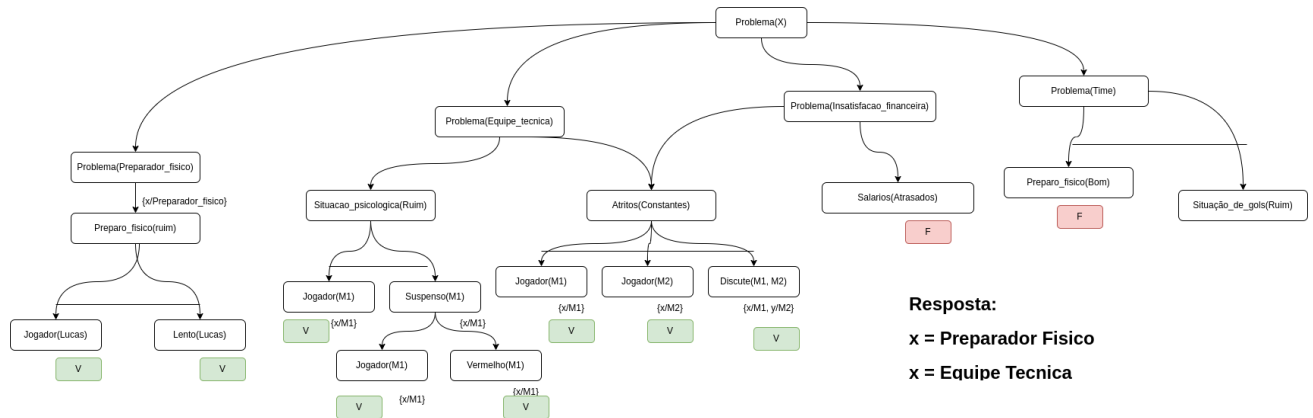 Problema(X)
Problema(Time)
Problema(Insatisfacao_financeira)
Problema(Equipe_tecnica)
Problema(Preparador_fisico)
{x/Preparador_fisico}
Preparo_fisico(ruim)
Situacao_psicologica(Ruim)
Atritos(Constantes)
Salarios(Atrasados)
F
Preparo_fisico(Bom)
F
Situação_de_gols(Ruim)
Jogador(M1)
{x/M1}
V
Suspenso(M1)
{x/M1}
Jogador(M1)
{x/M1}
V
Jogador(M2)
{x/M2}
V
Discute(M1, M2)
{x/M1, y/M2}
V
Jogador(Lucas)
V
Lento(Lucas)
V
Jogador(M1)
{x/M1}
V
Vermelho(M1)
{x/M1}
V
Resposta:
x = Preparador Fisico
x = Equipe Tecnica